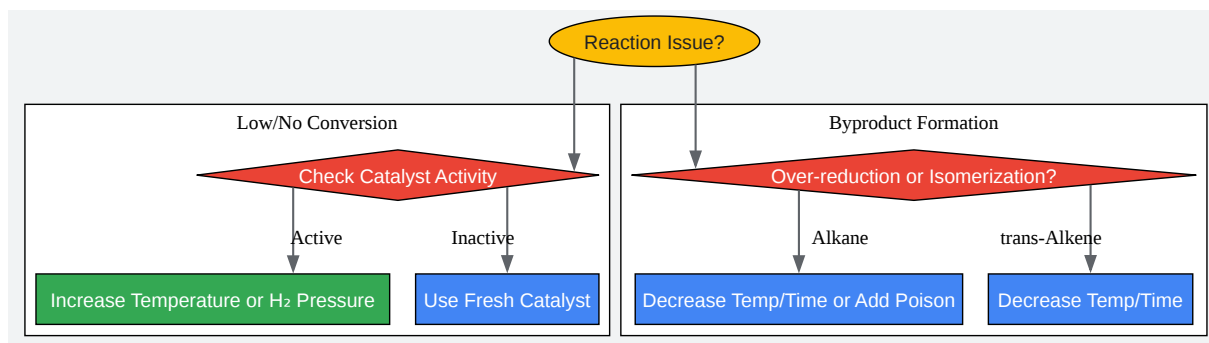 Reaction Issue?
Low/No Conversion
Byproduct Formation
Check Catalyst Activity
Over-reduction or Isomerization?
Active
Inactive
Alkane
trans-Alkene
Increase Temperature or H₂ Pressure
Use Fresh Catalyst
Decrease Temp/Time or Add Poison
Decrease Temp/Time